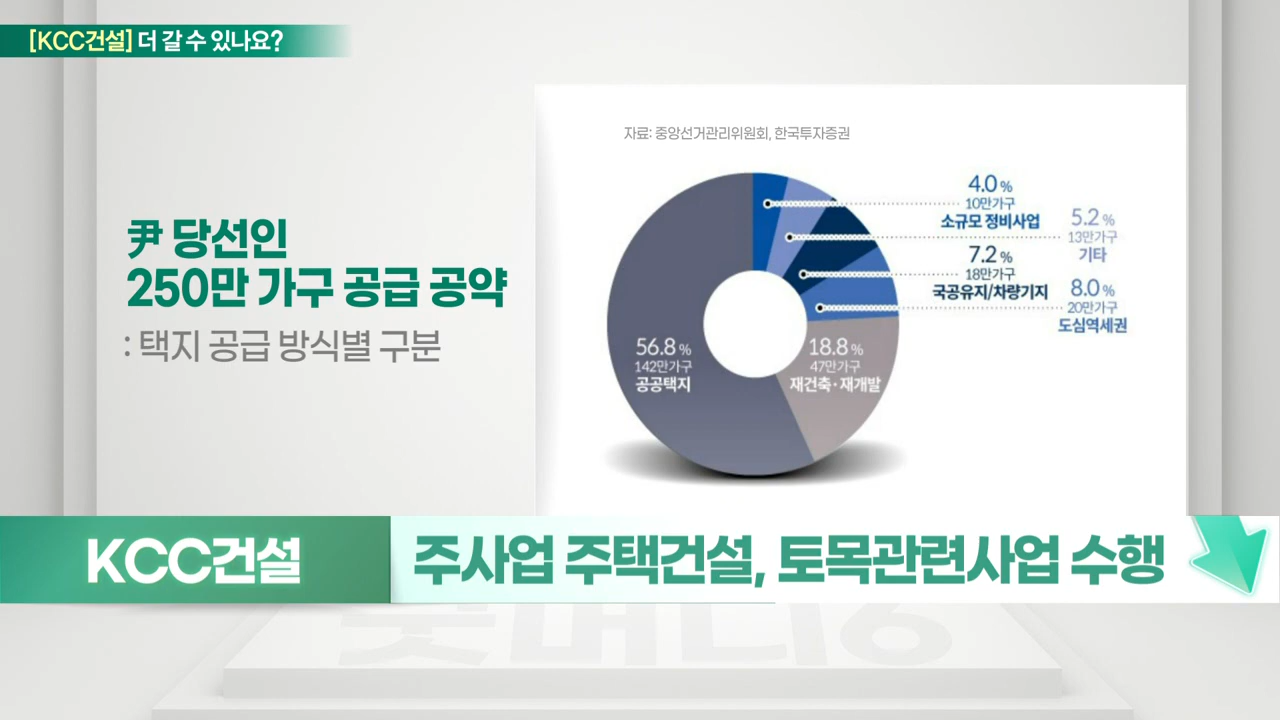 [KCC건설] 더 갈 수 있나요?
자료: 중앙선거관리위원회, 한국투자증권
尹 당선인
250만 가구 공급 공약
: 택지 공급 방식별 구분
4.0 %
10만가구
소규모 정비사업
5.2 %
13만가구
기타
7.2 %
18만가구
국공유지/차량기지
8.0 %
20만가구
도심역세권
56.8 %
142만가구
공공택지
18.8 %
47만가구
재건축·재개발
KCC건설
주사업 주택건설, 토목관련사업 수행